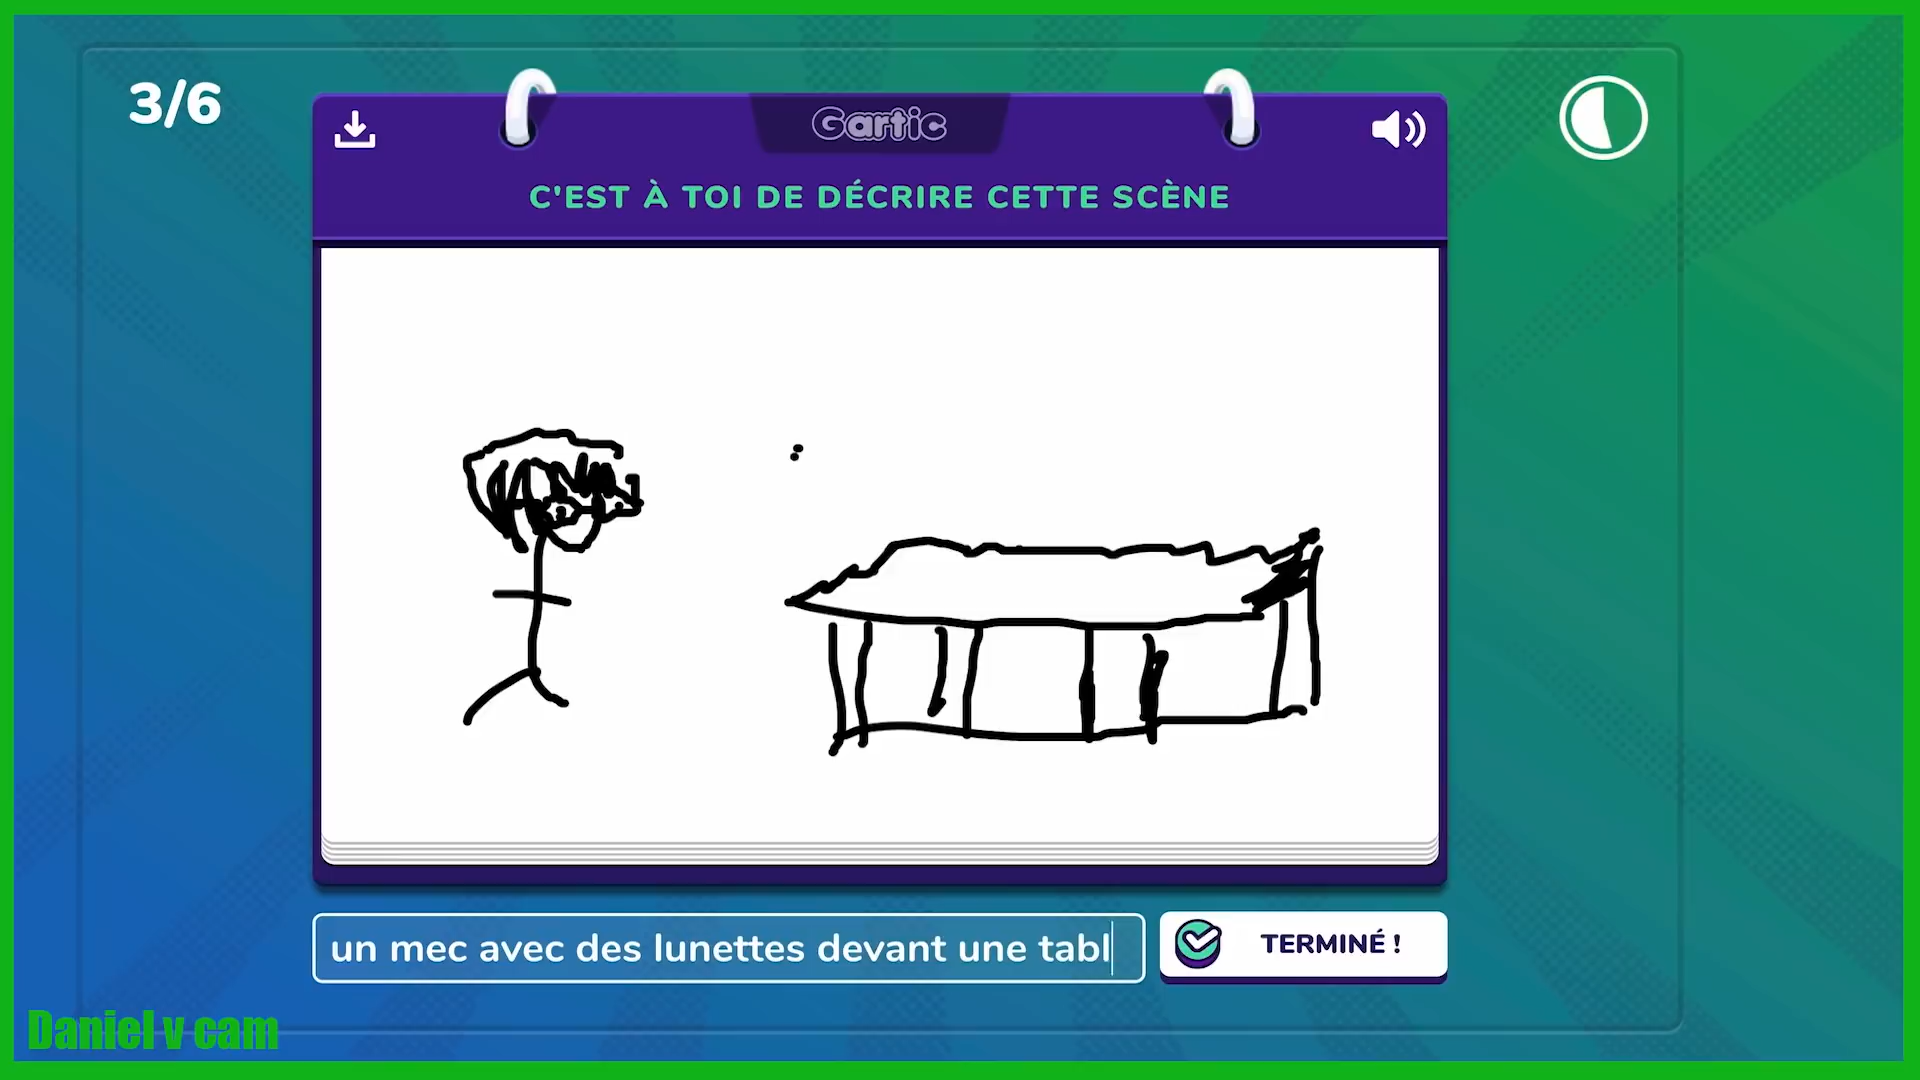 3/6
Gartic
C'EST À TOI DE DÉCRIRE CETTE SCÈNE
un mec avec des lunettes devant une tabl
TERMINÉ !
Daniel v cam